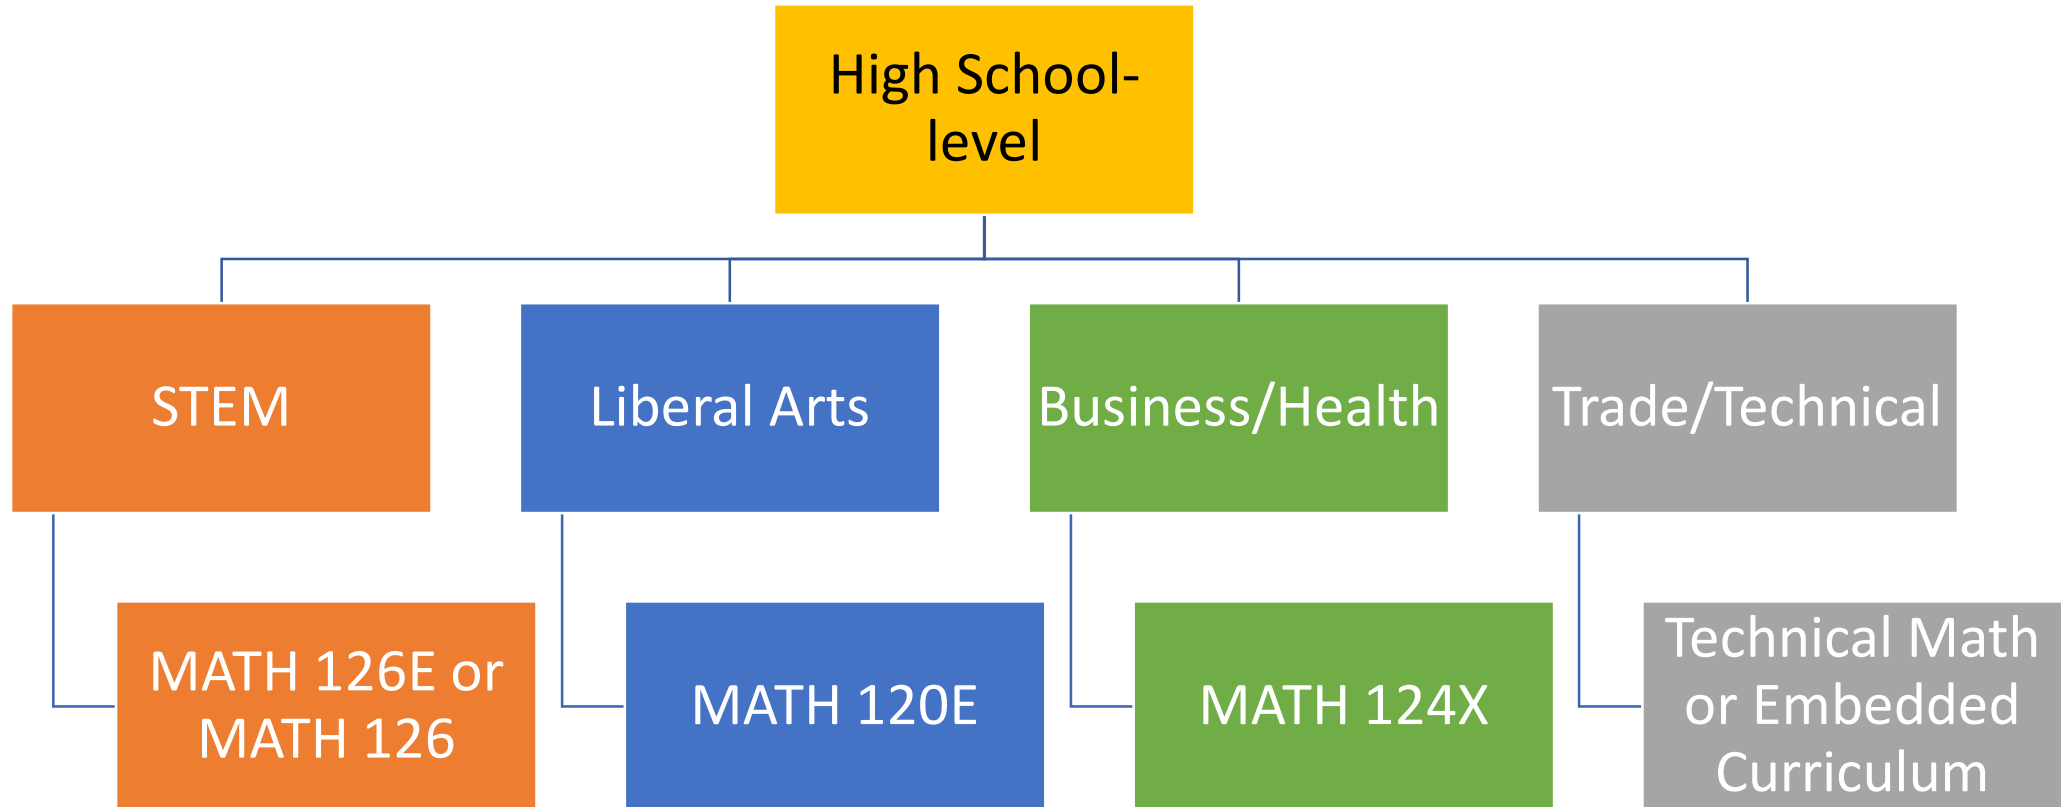 High School-
level
STEM
Liberal Arts
Business/Health
Trade/Technical
MATH 126E or
MATH 126
MATH 120E
MATH 124X
Technical Math
or Embedded
Curriculum